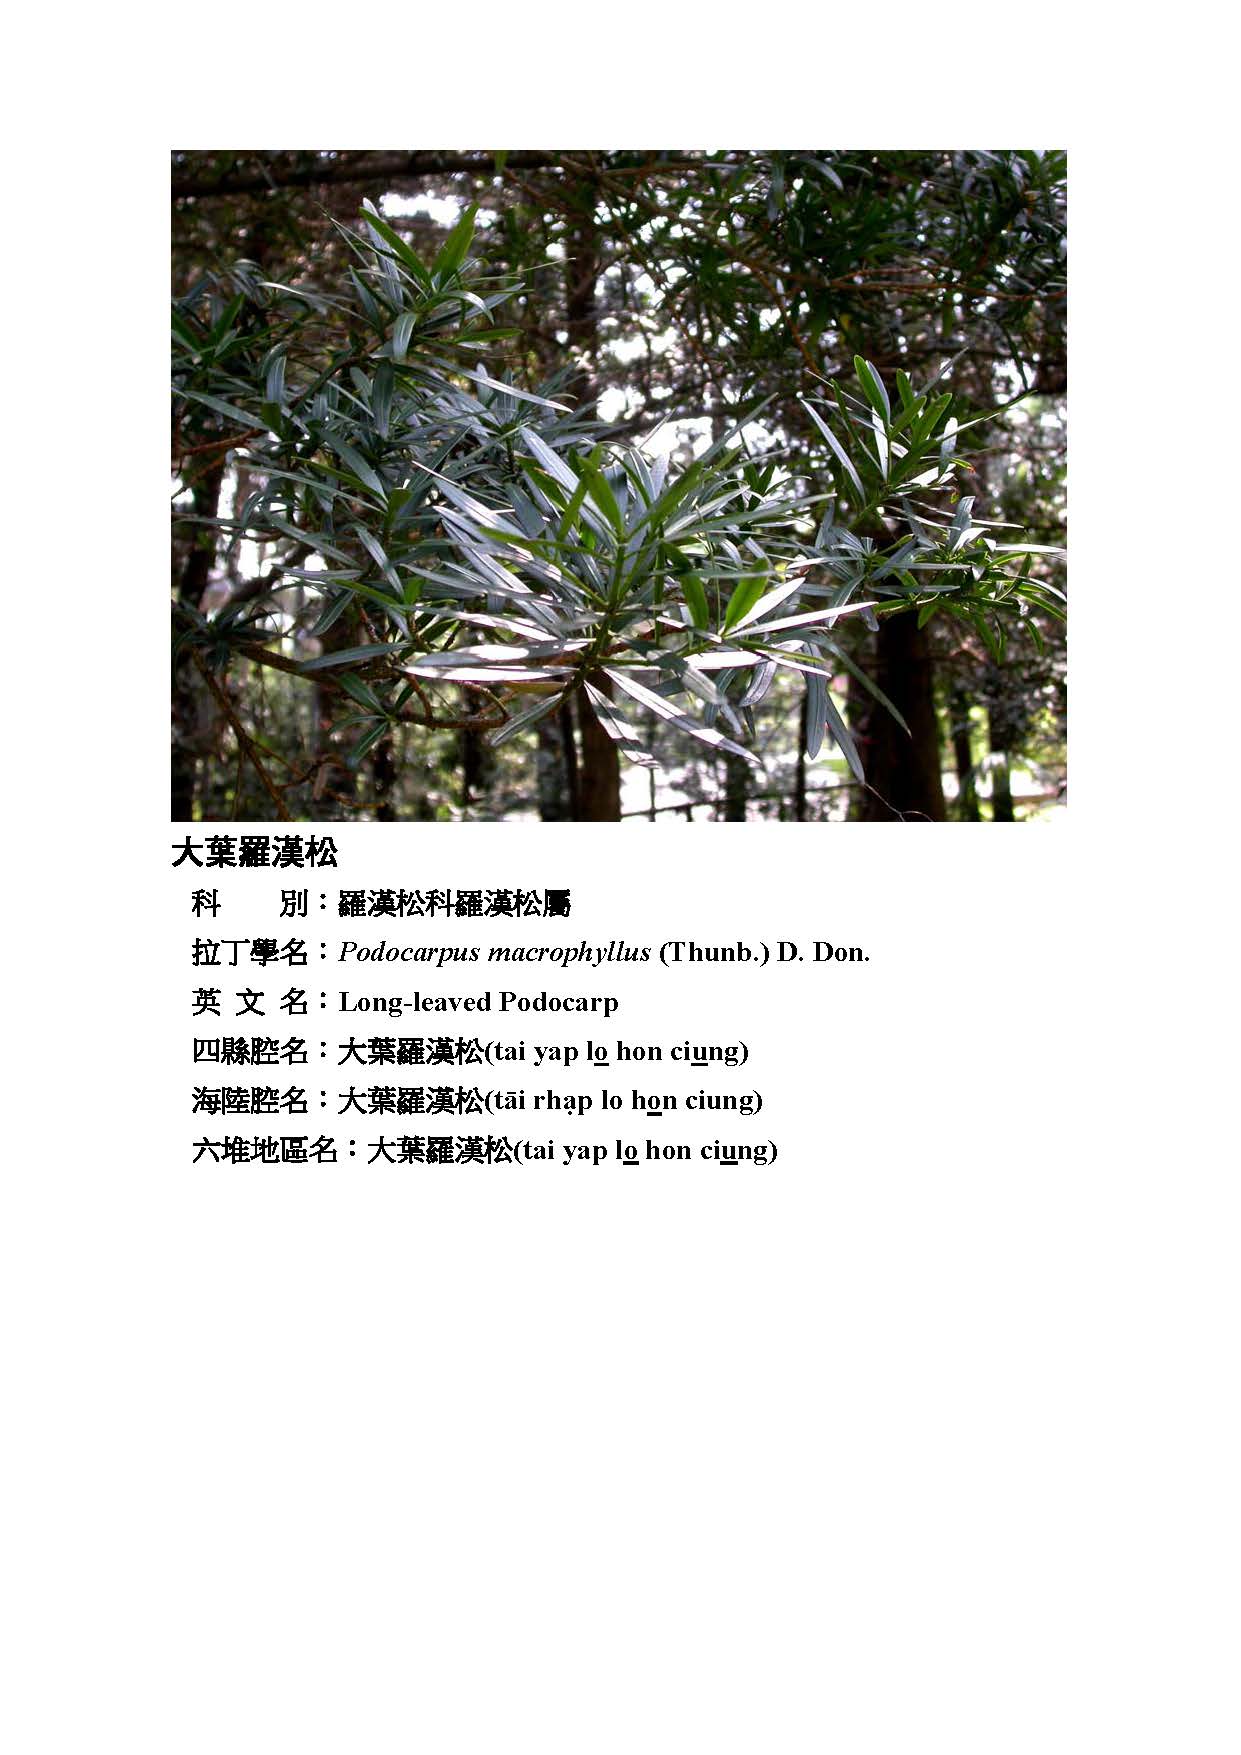 大葉羅漢松
科　　別：羅漢松科羅漢松屬
拉丁學名：Podocarpus macrophyllus (Thunb.) D. Don.
英 文 名：Long-leaved Podocarp
四縣腔名：大葉羅漢松(tai yap lo̲ hon ciu̲ng)
海陸腔名：大葉羅漢松(tāi rhạp lo ho̲n ciung)
六堆地區名：大葉羅漢松(tai yap lo̲ hon ciu̲ng)